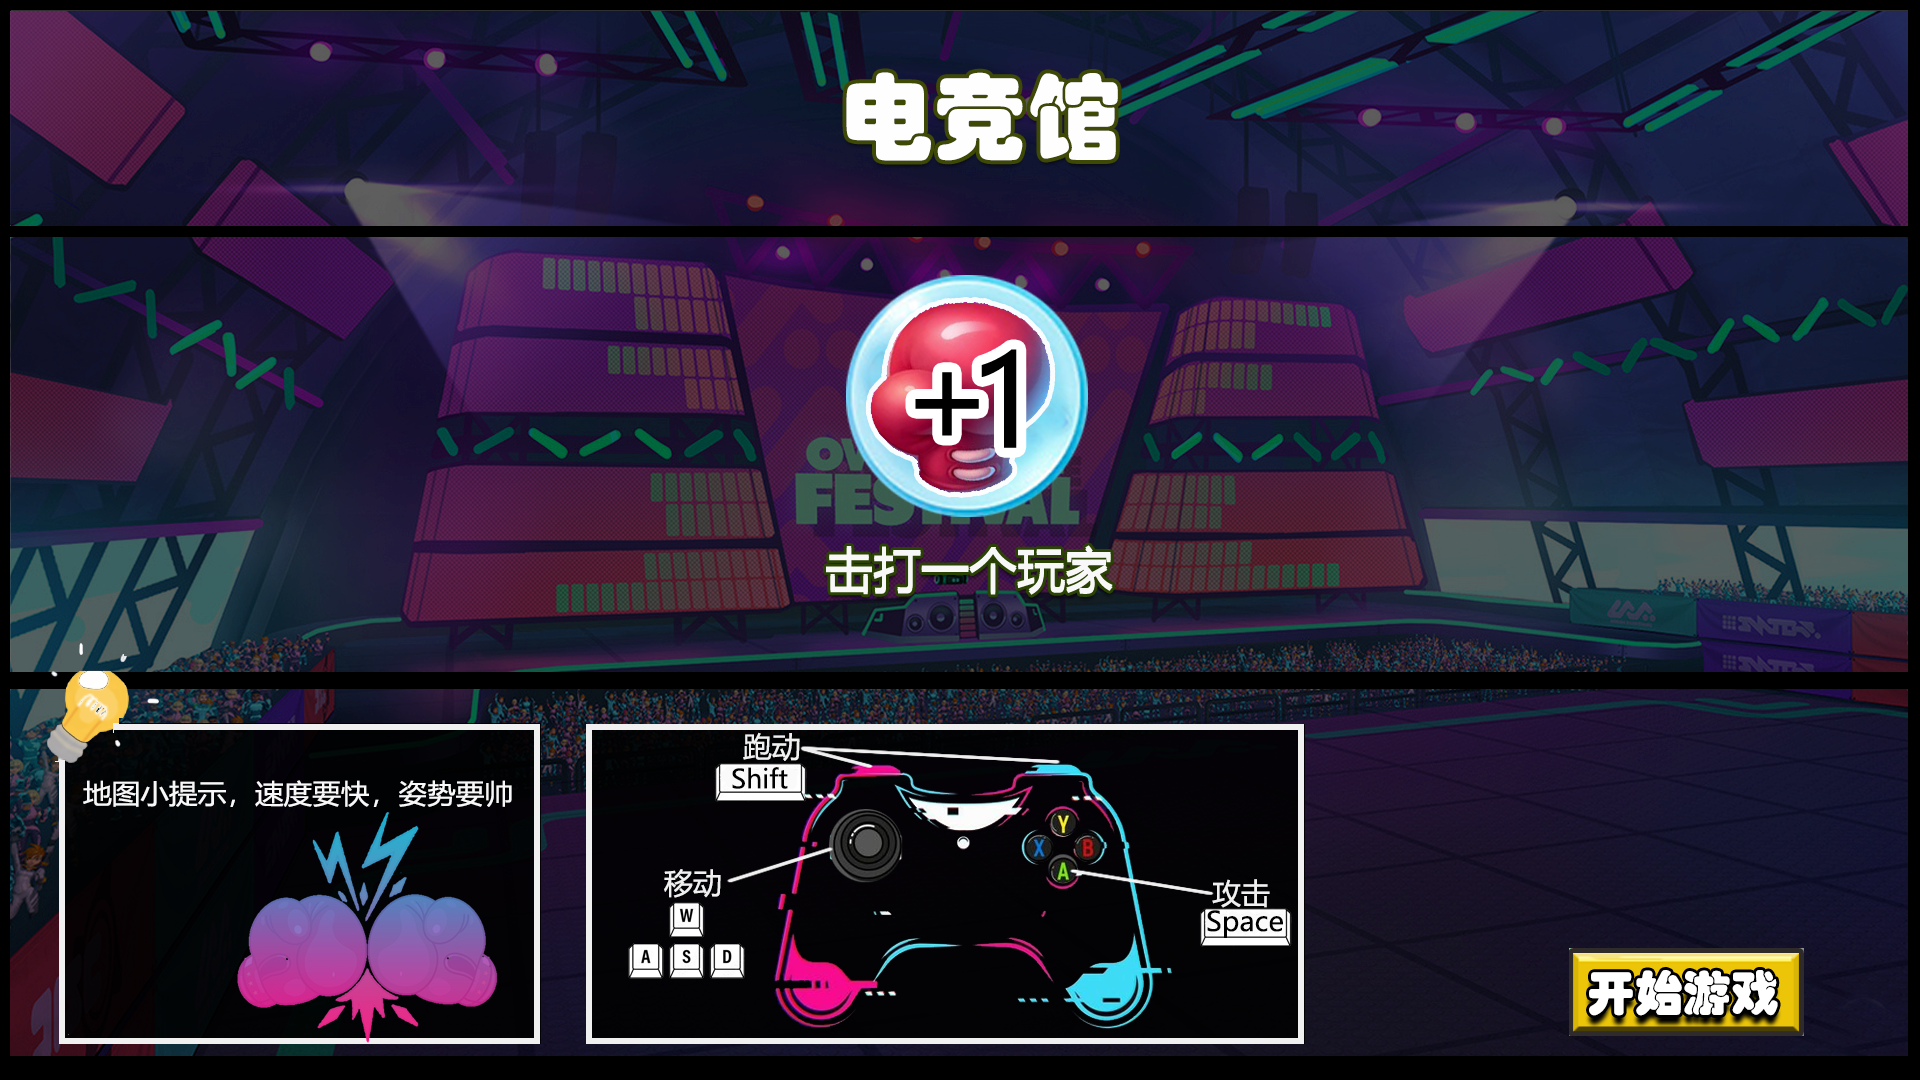 电竞馆
+1
FESTIVAL
击打一个玩家
地图小提示，速度要快，姿势要帅
跑动
Shift
移动
W
A S D
Y
X B
A
攻击
Space
开始游戏